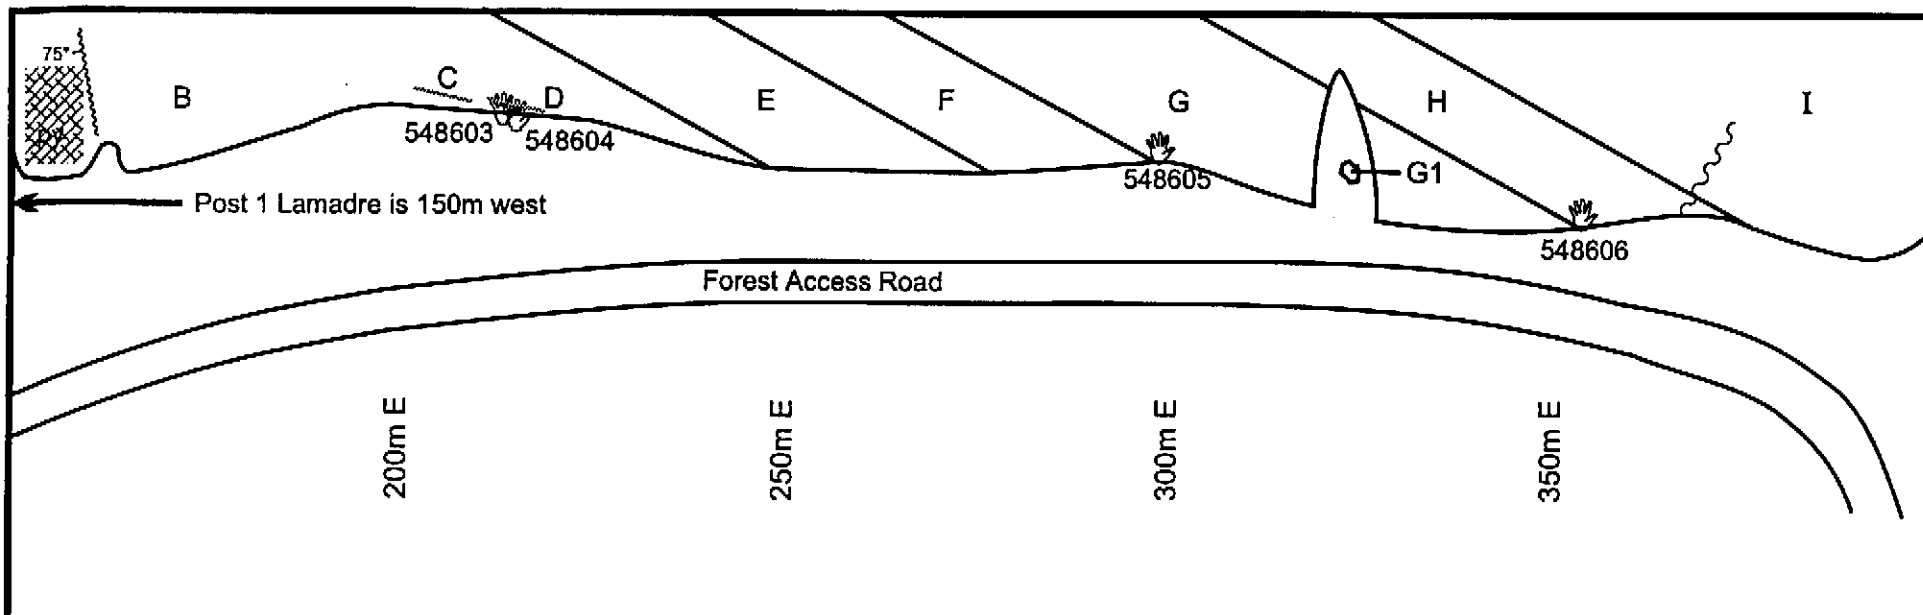 75°
B
C
D
E
F
G
H
I
548603
548604
548605
G1
Post 1 Lamadre is 150m west
548606
Forest Access Road
200m E
250m E
300m E
350m E